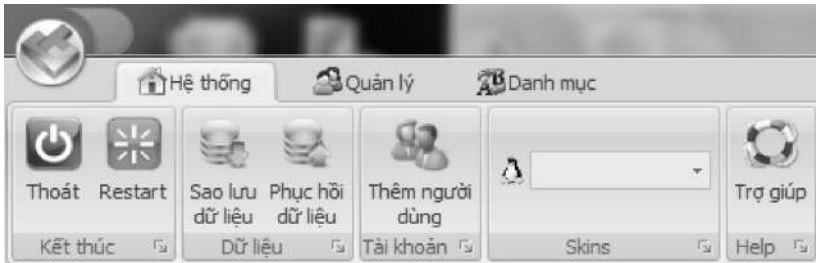 Hệ thống Quản lý Danh mục
Thoát Restart Sao lưu dữ liệu Phục hồi dữ liệu Thêm người dùng Trợ giúp
Kết thúc Dữ liệu Tài khoản Skins Help